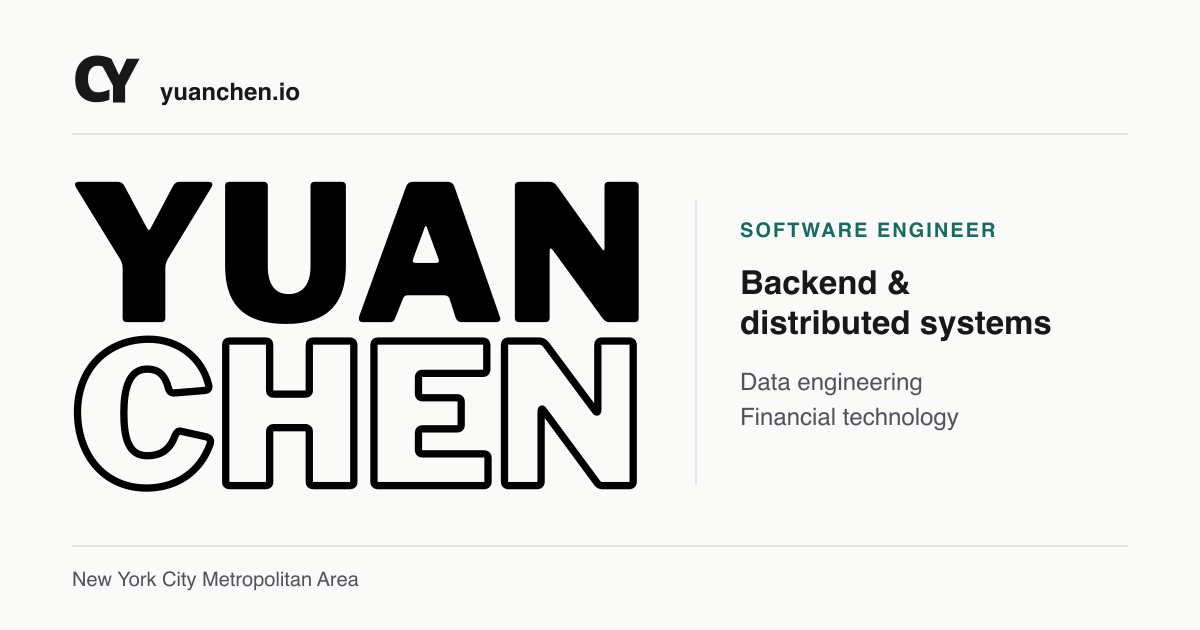 CY
yuanchen.io
YUAN
CHEN
SOFTWARE ENGINEER
Backend &
distributed systems
Data engineering
Financial technology
New York City Metropolitan Area